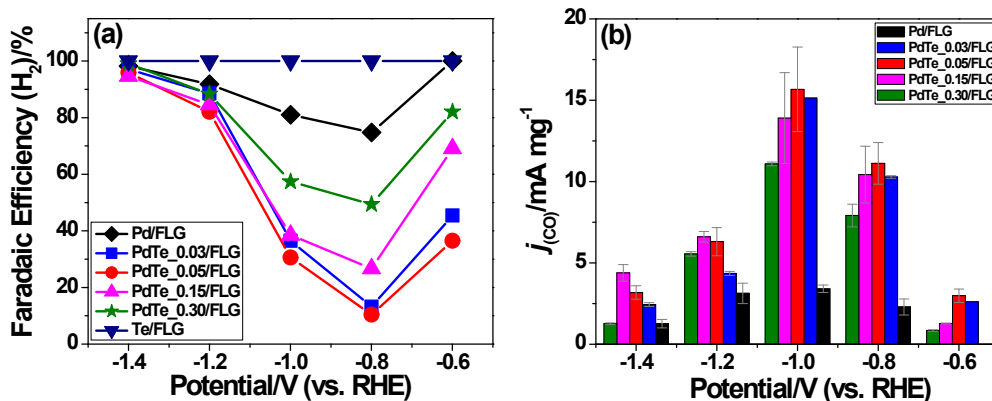 (a)
Faradaic Efficiency (H₂)/%
100
80
60
40
20
0
Pd/FLG
PdTe_0.03/FLG
PdTe_0.05/FLG
PdTe_0.15/FLG
PdTe_0.30/FLG
Te/FLG
-1.4 -1.2 -1.0 -0.8 -0.6
Potential/V (vs. RHE)
(b)
j(CO)/mA mg⁻¹
20
15
10
5
0
Pd/FLG
PdTe_0.03/FLG
PdTe_0.05/FLG
PdTe_0.15/FLG
PdTe_0.30/FLG
-1.4 -1.2 -1.0 -0.8 -0.6
Potential/V (vs. RHE)